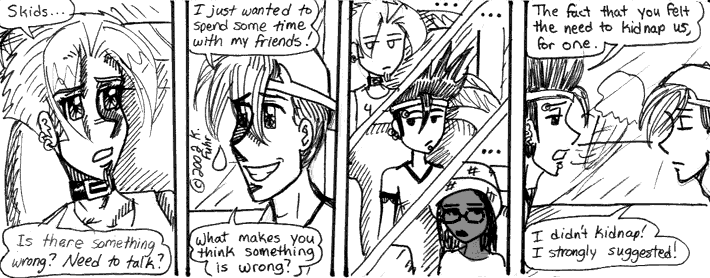 Skids...
Is there something
wrong? Need to talk?
I just wanted to
spend some time
with my friends!
©2002 K.
Fahr
What makes you
think something
is wrong?
...
...
...
The fact that you felt
the need to kidnap us,
for one.
I didn't kidnap!
I strongly suggested!